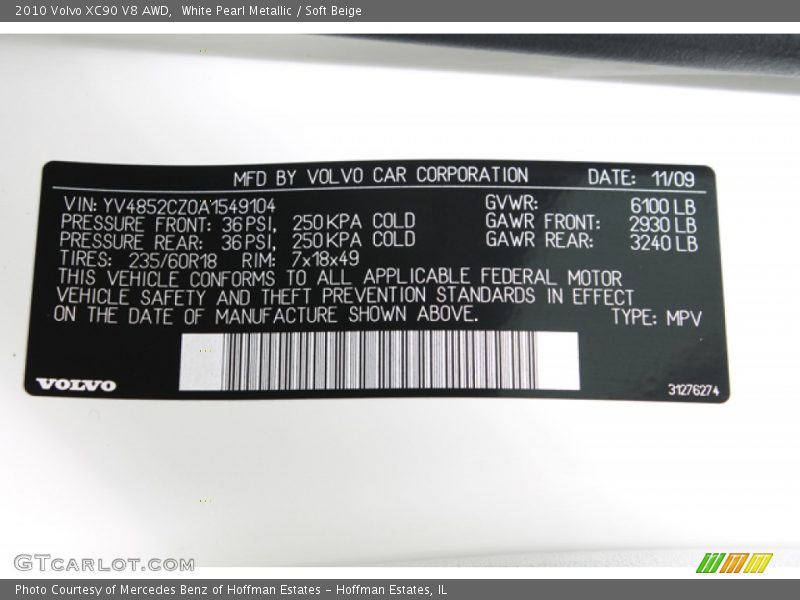 2010 Volvo XC90 V8 AWD, White Pearl Metallic / Soft Beige
MFD BY VOLVO CAR CORPORATION DATE: 11/09
VIN: YV4852CZ0A1549104 GVWR: 6100 LB
PRESSURE FRONT: 36 PSI, 250 KPA COLD GAWR FRONT: 2930 LB
PRESSURE REAR: 36 PSI, 250 KPA COLD GAWR REAR: 3240 LB
TIRES: 235/60R18 RIM: 7x18x49
THIS VEHICLE CONFORMS TO ALL APPLICABLE FEDERAL MOTOR
VEHICLE SAFETY AND THEFT PREVENTION STANDARDS IN EFFECT
ON THE DATE OF MANUFACTURE SHOWN ABOVE. TYPE: MPV
VOLVO 31276274
GTCARLOT.COM
Photo Courtesy of Mercedes Benz of Hoffman Estates - Hoffman Estates, IL